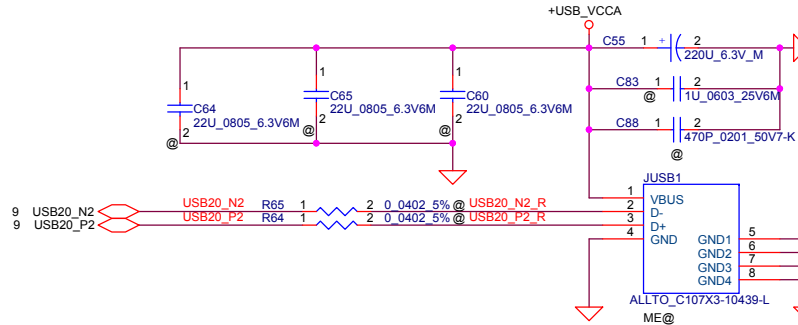 +USB_VCCA
C55 1 + 2
220U_6.3V_M
C83 1 2
@ 1U_0603_25V6M
C88 1 2
470P_0201_50V7-K
@
1
C64
22U_0805_6.3V6M
2
@
1
C65
22U_0805_6.3V6M
2
@
1
C60
22U_0805_6.3V6M
2
@
JUSB1
9 USB20_N2 USB20_N2 R65 1 2 0_0402_5% @ USB20_N2_R
9 USB20_P2 USB20_P2 R64 1 2 0_0402_5% @ USB20_P2_R
1 VBUS
2 D-
3 D+
4 GND
GND1 5
GND2 6
GND3 7
GND4 8
ALLTO_C107X3-10439-L
ME@